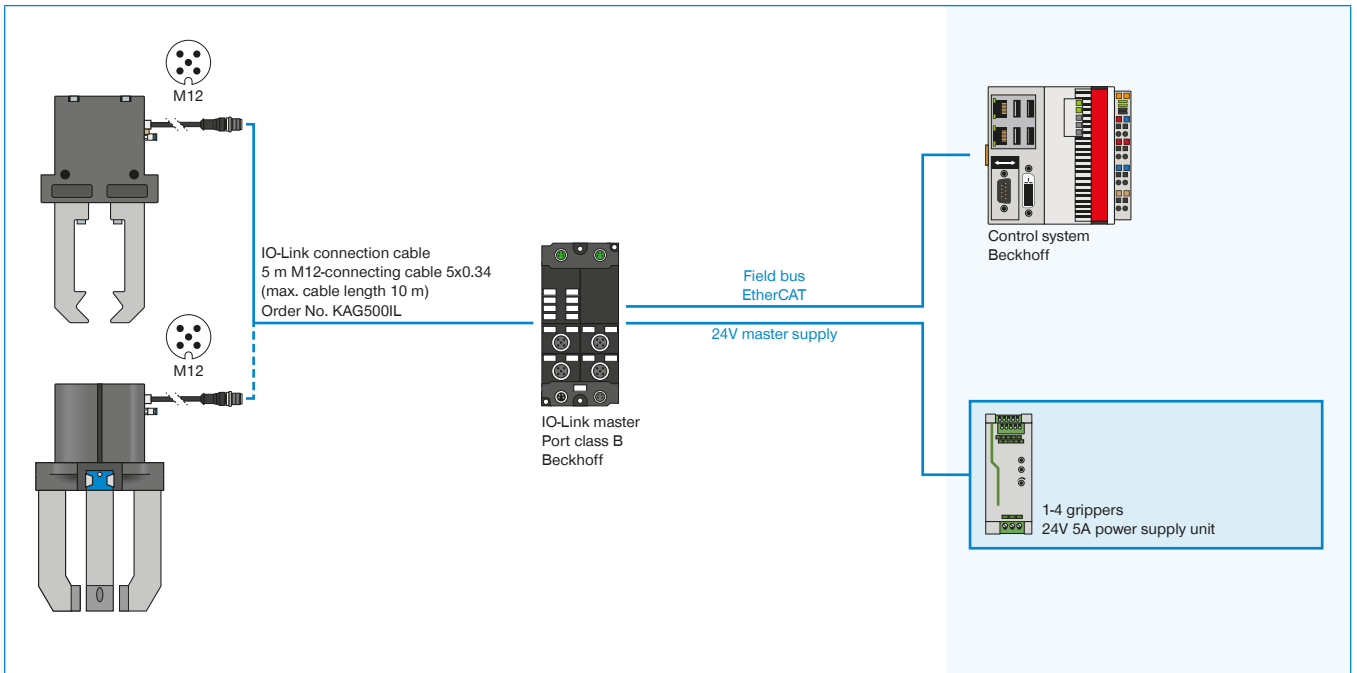 M12
IO-Link connection cable
5 m M12-connecting cable 5x0.34
(max. cable length 10 m)
Order No. KAG500IL
M12
IO-Link master
Port class B
Beckhoff
Field bus
EtherCAT
24V master supply
Control system
Beckhoff
1-4 grippers
24V 5A power supply unit